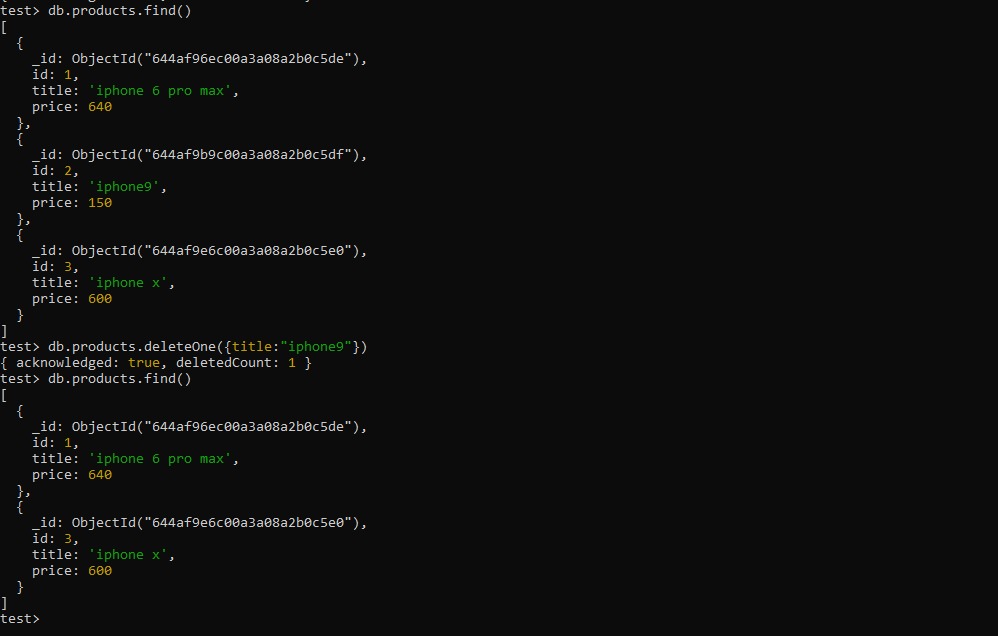 test> db.products.find()
[
  {
    _id: ObjectId("644af96ec00a3a08a2b0c5de"),
    id: 1,
    title: 'iphone 6 pro max',
    price: 640
  },
  {
    _id: ObjectId("644af9b9c00a3a08a2b0c5df"),
    id: 2,
    title: 'iphone9',
    price: 150
  },
  {
    _id: ObjectId("644af9e6c00a3a08a2b0c5e0"),
    id: 3,
    title: 'iphone x',
    price: 600
  }
]
test> db.products.deleteOne({title:"iphone9"})
{ acknowledged: true, deletedCount: 1 }
test> db.products.find()
[
  {
    _id: ObjectId("644af96ec00a3a08a2b0c5de"),
    id: 1,
    title: 'iphone 6 pro max',
    price: 640
  },
  {
    _id: ObjectId("644af9e6c00a3a08a2b0c5e0"),
    id: 3,
    title: 'iphone x',
    price: 600
  }
]
test>